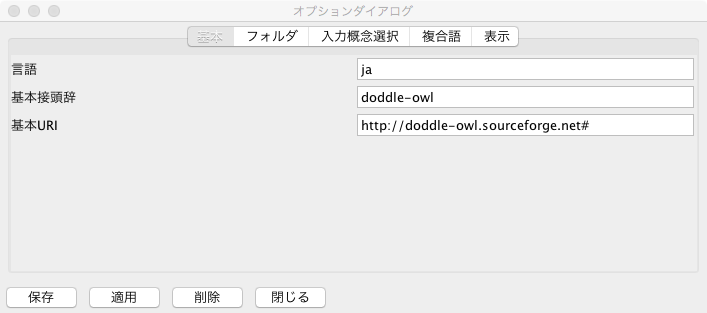 オプションダイアログ
基本 フォルダ 入力概念選択 複合語 表示
言語 ja
基本接頭辞 doddle-owl
基本URI http://doddle-owl.sourceforge.net#
保存 適用 削除 閉じる